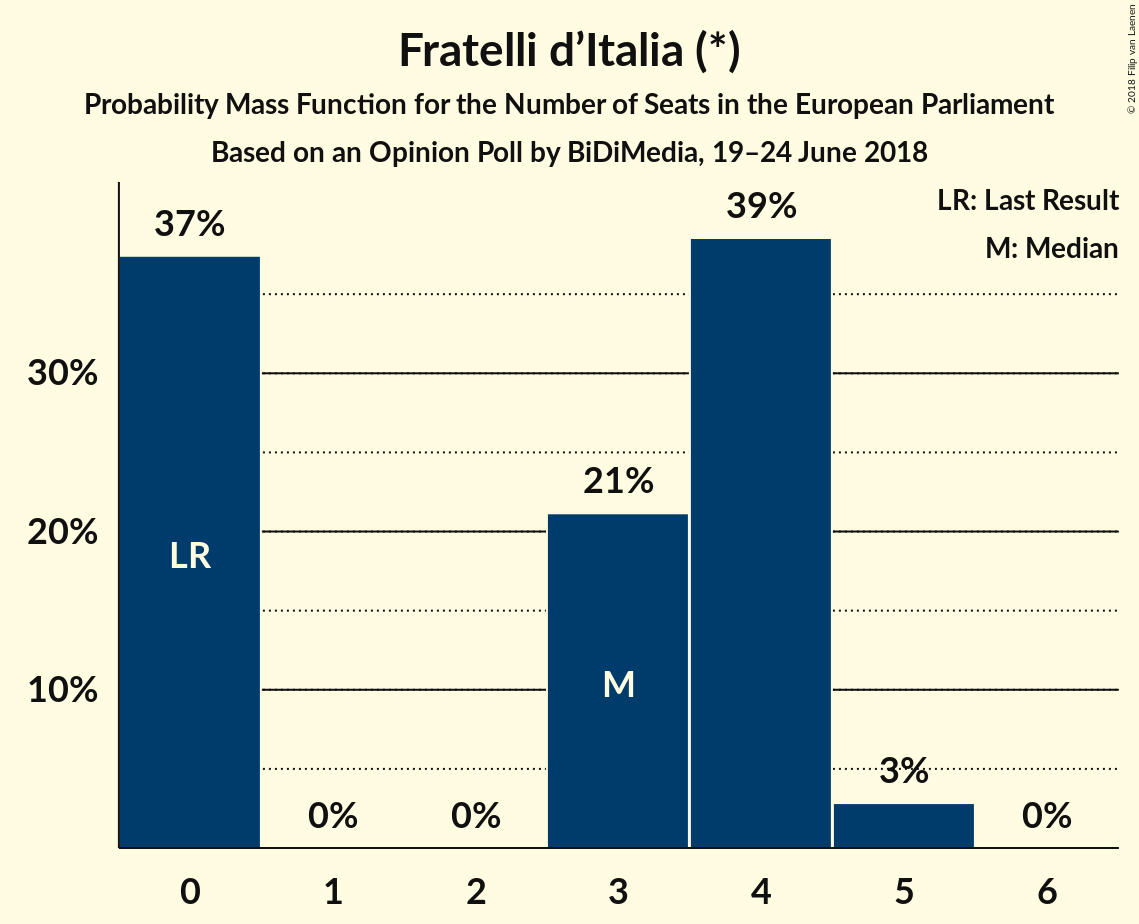 Fratelli d’Italia (*)
Probability Mass Function for the Number of Seats in the European Parliament
Based on an Opinion Poll by BiDiMedia, 19–24 June 2018
© 2018 Filip van Laenen
LR: Last Result
M: Median
37%
39%
30%
21%
20%
LR
M
10%
3%
0%
0%
0%
0
1
2
3
4
5
6